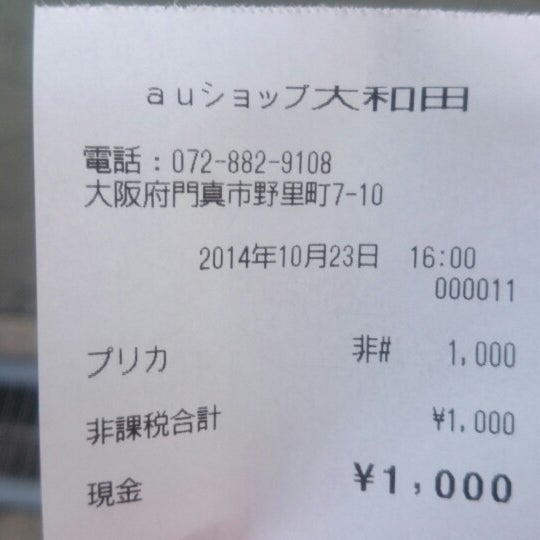 auショップ大和田
電話：072-882-9108
大阪府門真市野里町7-10
2014年10月23日 16:00
000011
プリカ 非# 1,000
非課税合計 ¥1,000
現金 ¥1,000